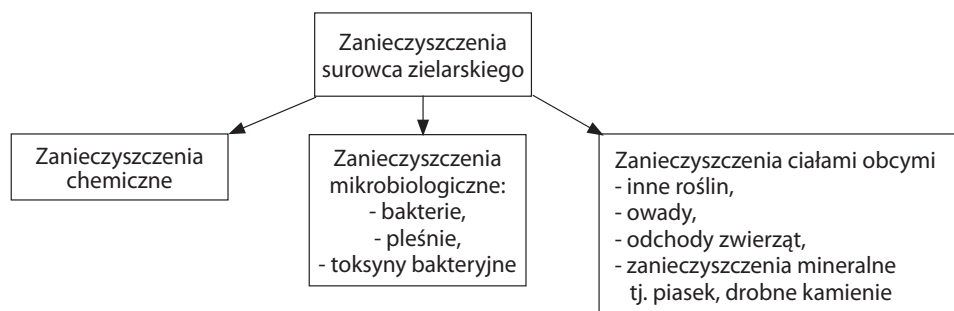 Zanieczyszczenia
surowca zielarskiego
Zanieczyszczenia
chemiczne
Zanieczyszczenia
mikrobiologiczne:
- bakterie,
- pleśnie,
- toksyny bakteryjne
Zanieczyszczenia ciałami obcymi
- inne roślin,
- owady,
- odchody zwierząt,
- zanieczyszczenia mineralne
tj. piasek, drobne kamienie